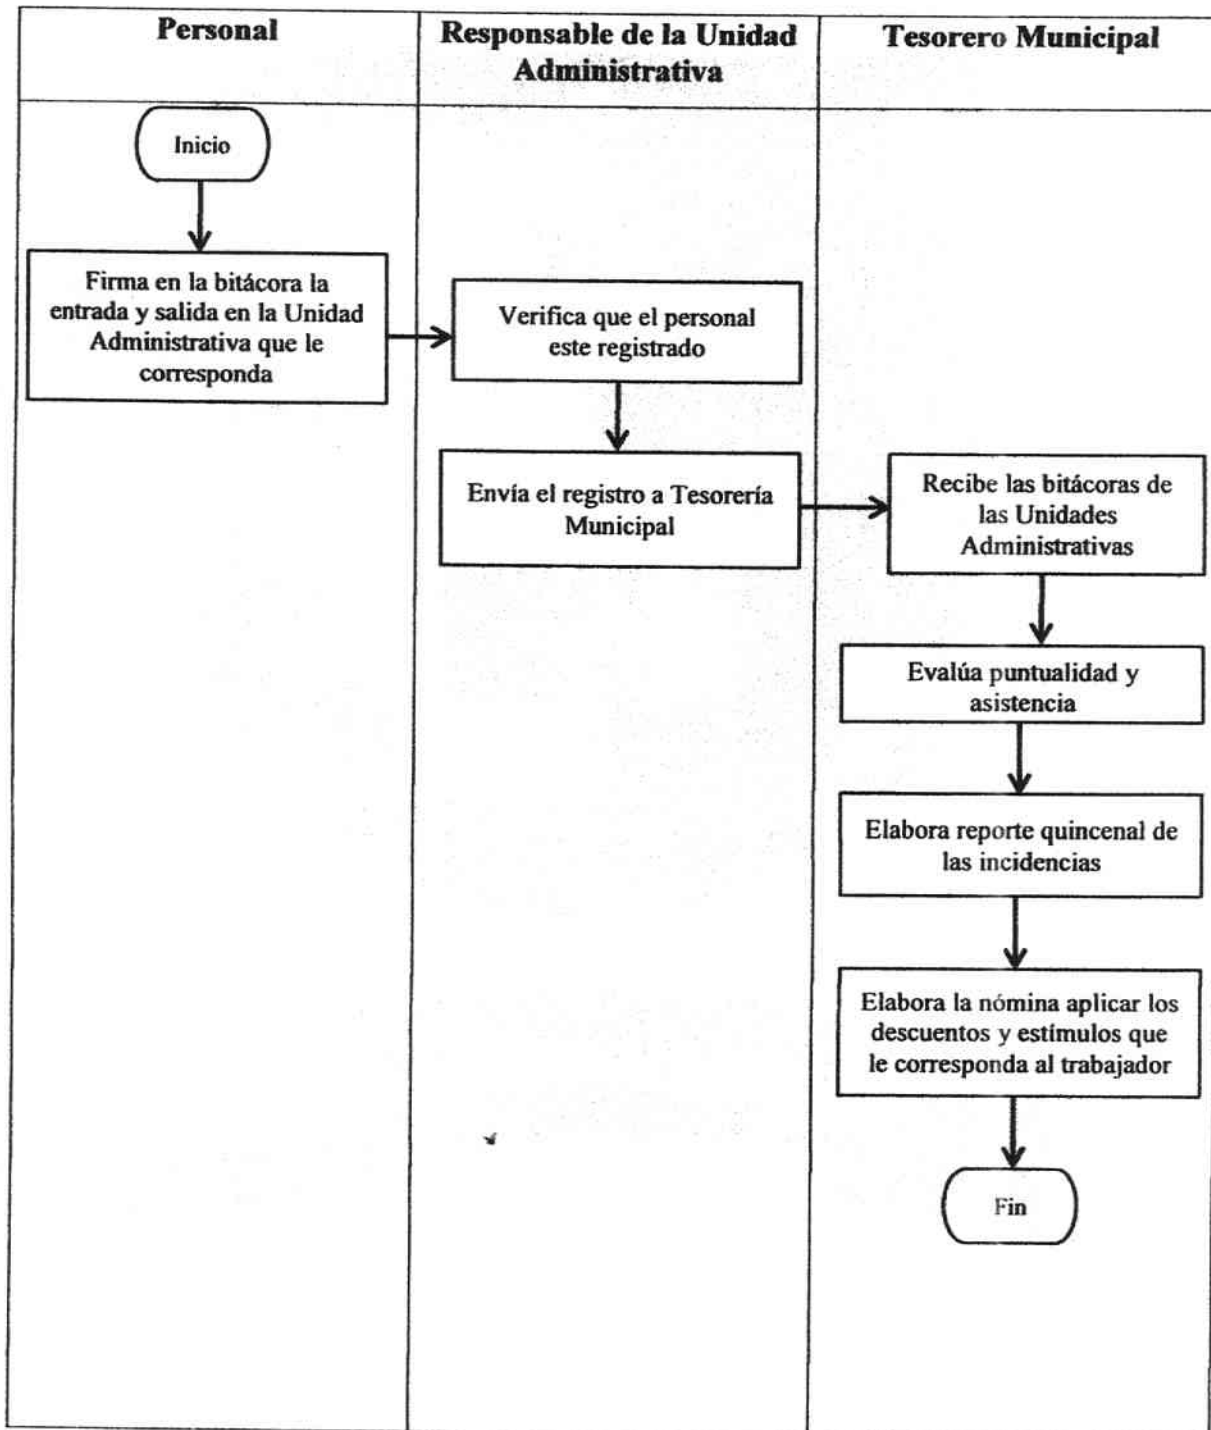 Personal
Responsable de la Unidad
Administrativa
Tesorero Municipal
Inicio
Firma en la bitácora la
entrada y salida en la Unidad
Administrativa que le
corresponda
Verifica que el personal
este registrado
Envía el registro a Tesorería
Municipal
Recibe las bitácoras de
las Unidades
Administrativas
Evalúa puntualidad y
asistencia
Elabora reporte quincenal de
las incidencias
Elabora la nómina aplicar los
descuentos y estímulos que
le corresponda al trabajador
Fin